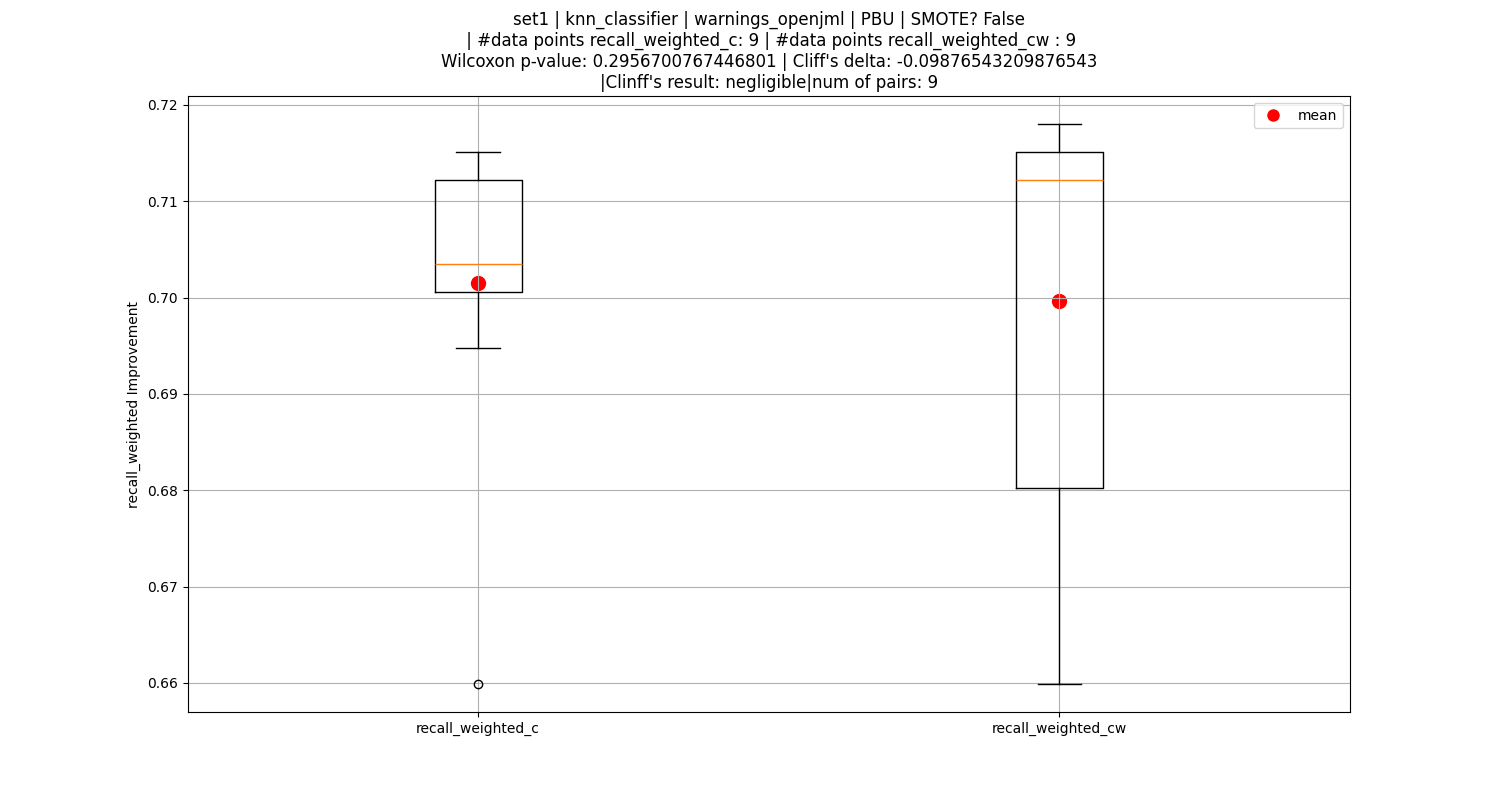 set1 | knn_classifier | warnings_openjml | PBU | SMOTE? False
| #data points recall_weighted_c: 9 | #data points recall_weighted_cw : 9
Wilcoxon p-value: 0.2956700767446801 | Cliff's delta: -0.09876543209876543
|Clinff's result: negligible|num of pairs: 9
mean
recall_weighted Improvement
0.72
0.71
0.70
0.69
0.68
0.67
0.66
recall_weighted_c
recall_weighted_cw